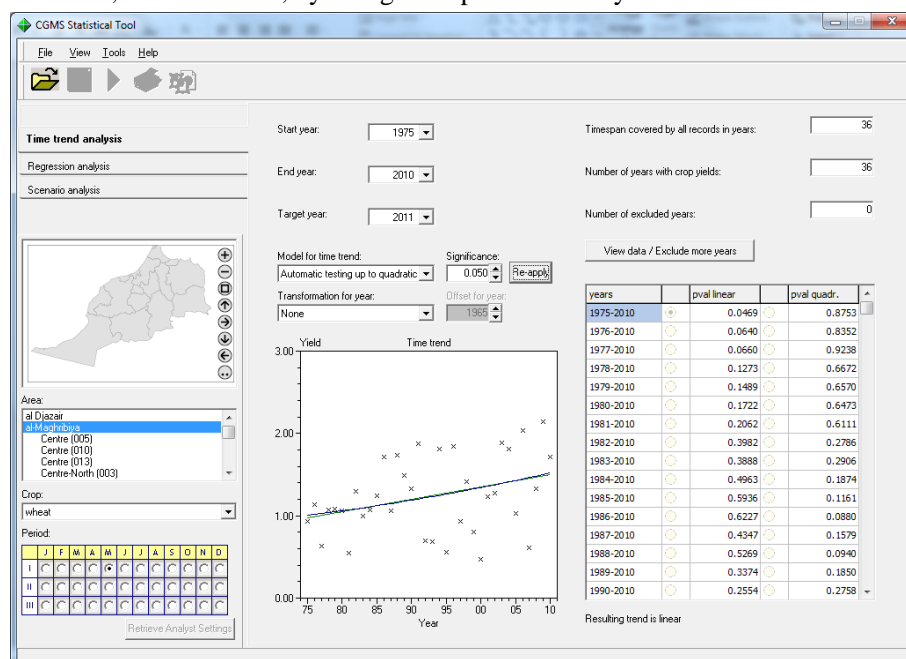 CGMS Statistical Tool
File View Tools Help
Time trend analysis
Regression analysis
Scenario analysis
Area:
al Djazair
al-Maghribiya
Centre (005)
Centre (010)
Centre (013)
Centre-North (003)
Crop:
wheat
Period:
J F M A M J J A S O N D
I
II
III
Retrieve Analyst Settings
Start year: 1975
End year: 2010
Target year: 2011
Model for time trend: Significance:
Automatic testing up to quadratic 0.050 Re-apply
Transformation for year: Offset for year:
None 1965
Yield Time trend
3.00
2.00
1.00
0.00
75 80 85 90 95 00 05 10
Year
Timespan covered by all records in years: 36
Number of years with crop yields: 36
Number of excluded years: 0
View data / Exclude more years
years pval linear pval quadr.
1975-2010 0.0469 0.8753
1976-2010 0.0640 0.8352
1977-2010 0.0660 0.9238
1978-2010 0.1273 0.6672
1979-2010 0.1489 0.6570
1980-2010 0.1722 0.6473
1981-2010 0.2062 0.6111
1982-2010 0.3982 0.2786
1983-2010 0.3888 0.2906
1984-2010 0.4963 0.1874
1985-2010 0.5936 0.1161
1986-2010 0.6227 0.0880
1987-2010 0.4347 0.1579
1988-2010 0.5269 0.0940
1989-2010 0.3374 0.1850
1990-2010 0.2554 0.2758
Resulting trend is linear